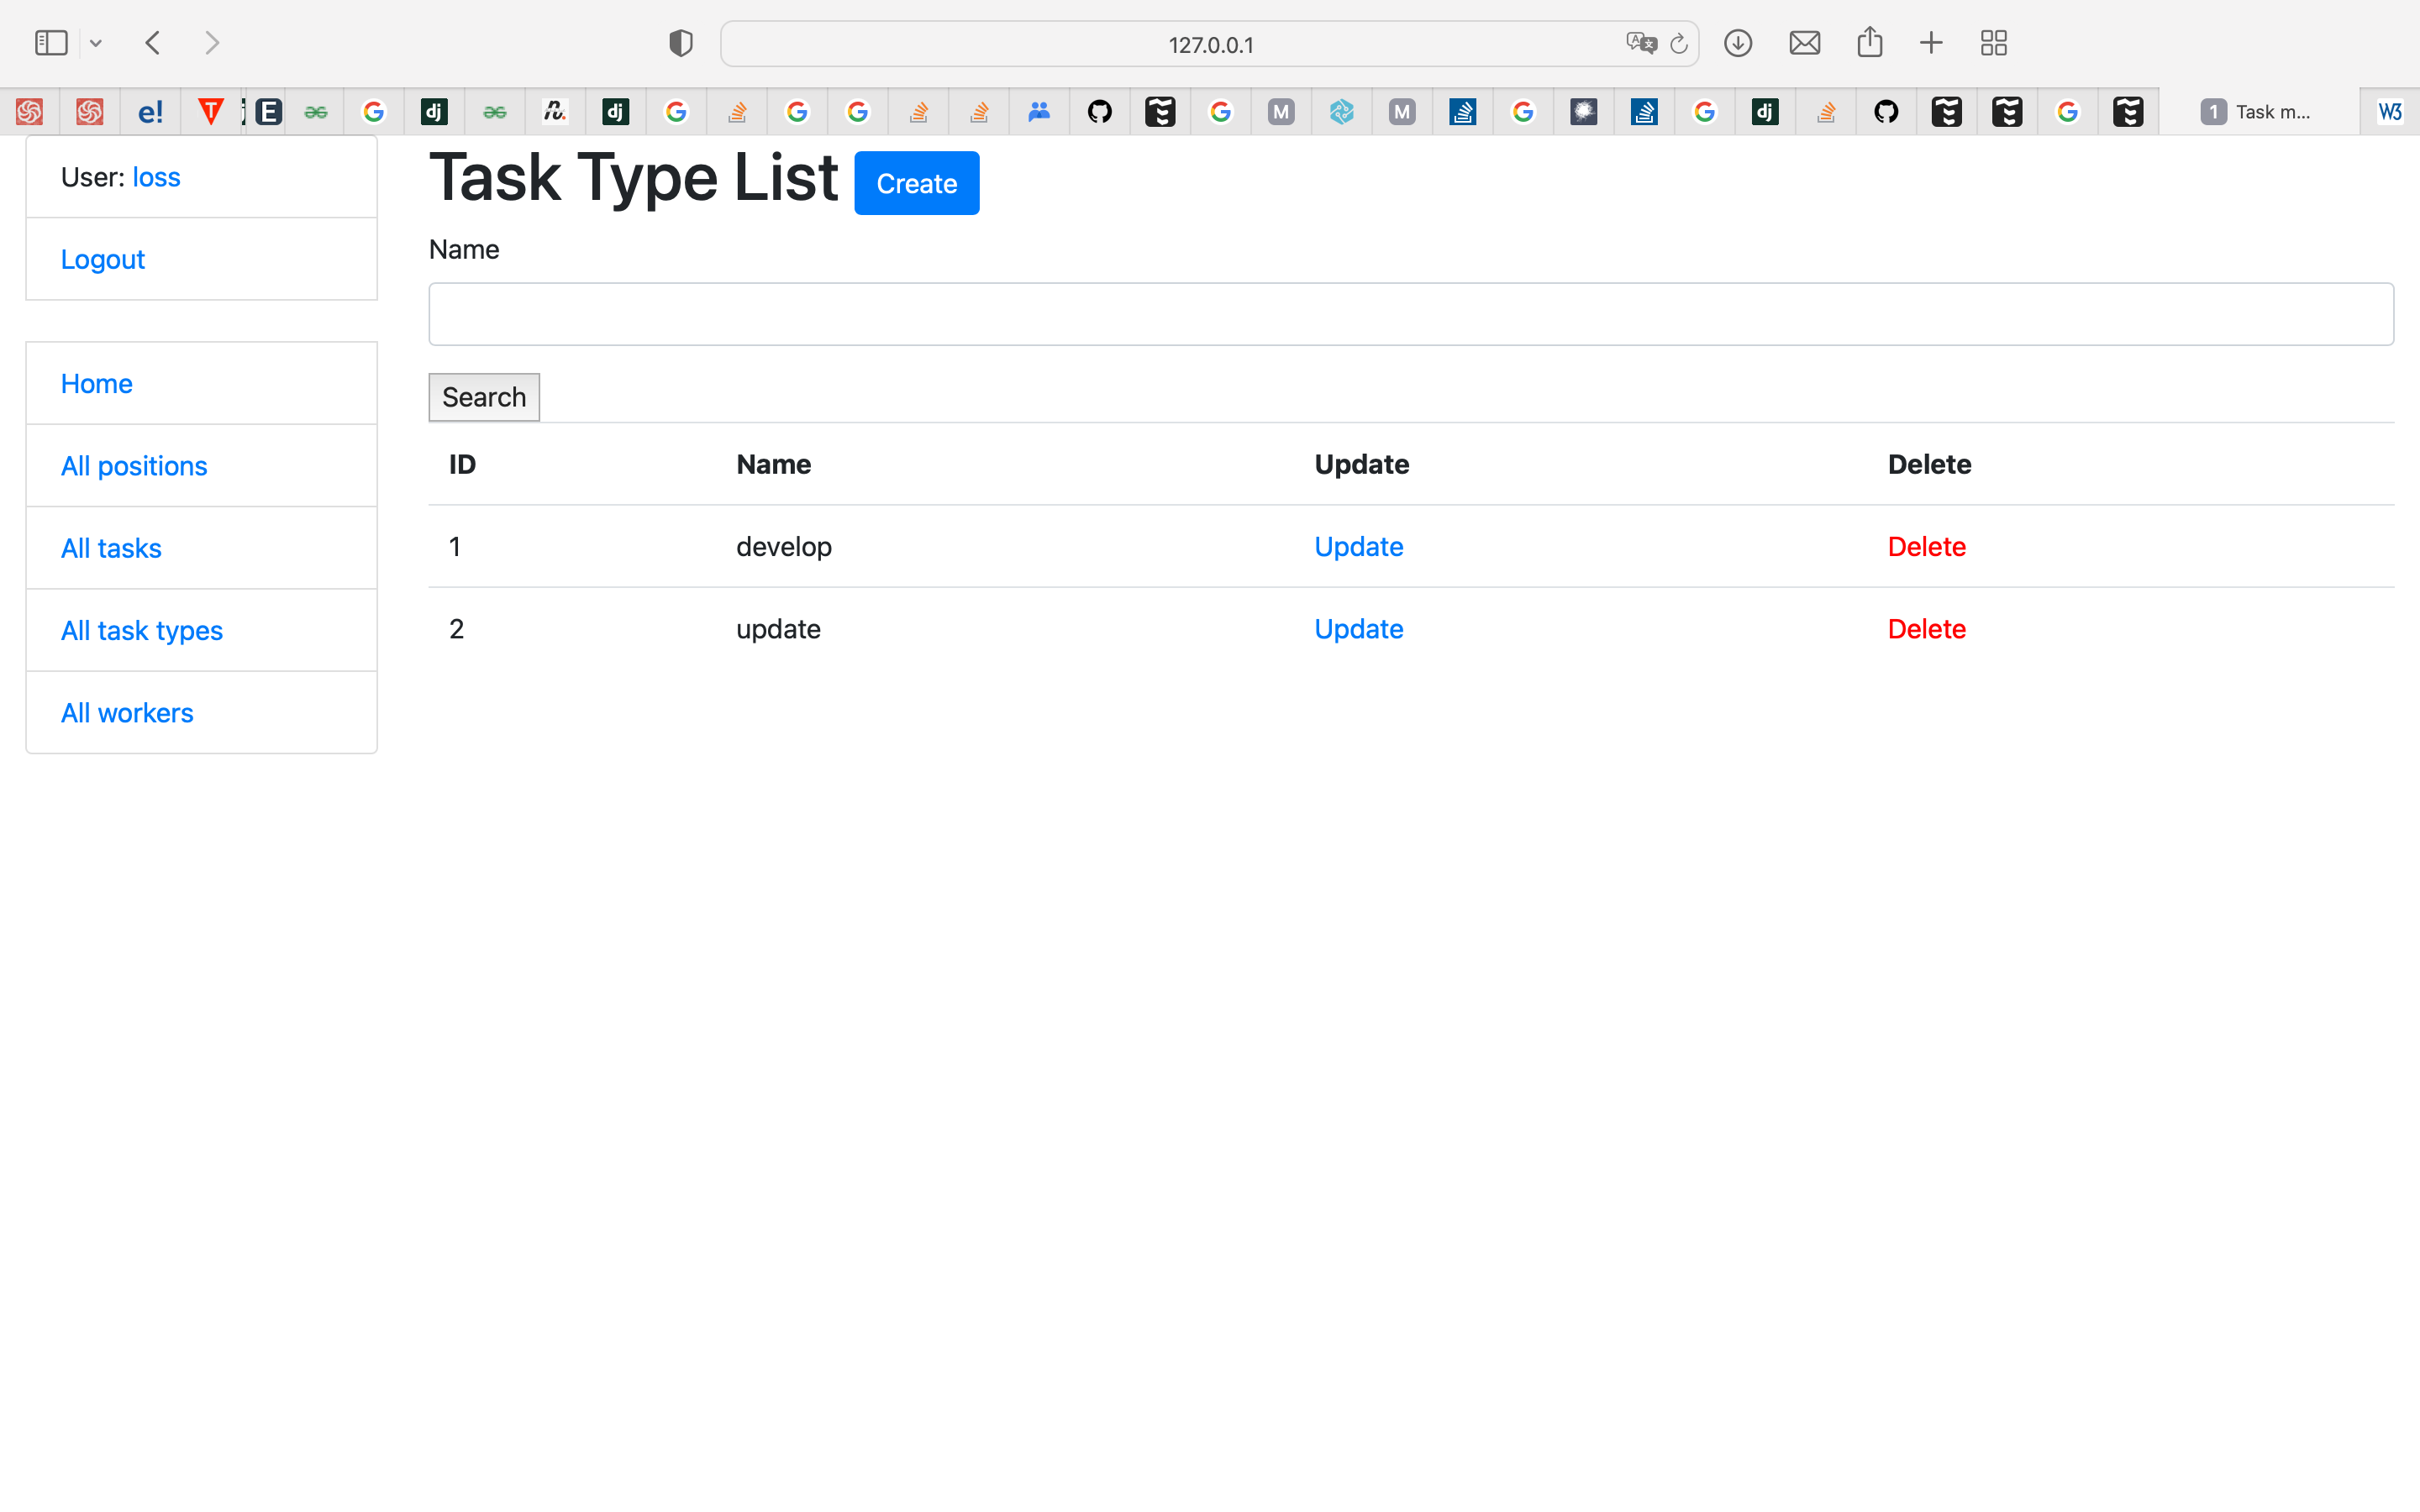 127.0.0.1
e! T E dj n. dj M M dj 1 Task m... W3
User: loss
Logout
Home
All positions
All tasks
All task types
All workers
Task Type List Create
Name
Search
ID Name Update Delete
1 develop Update Delete
2 update Update Delete